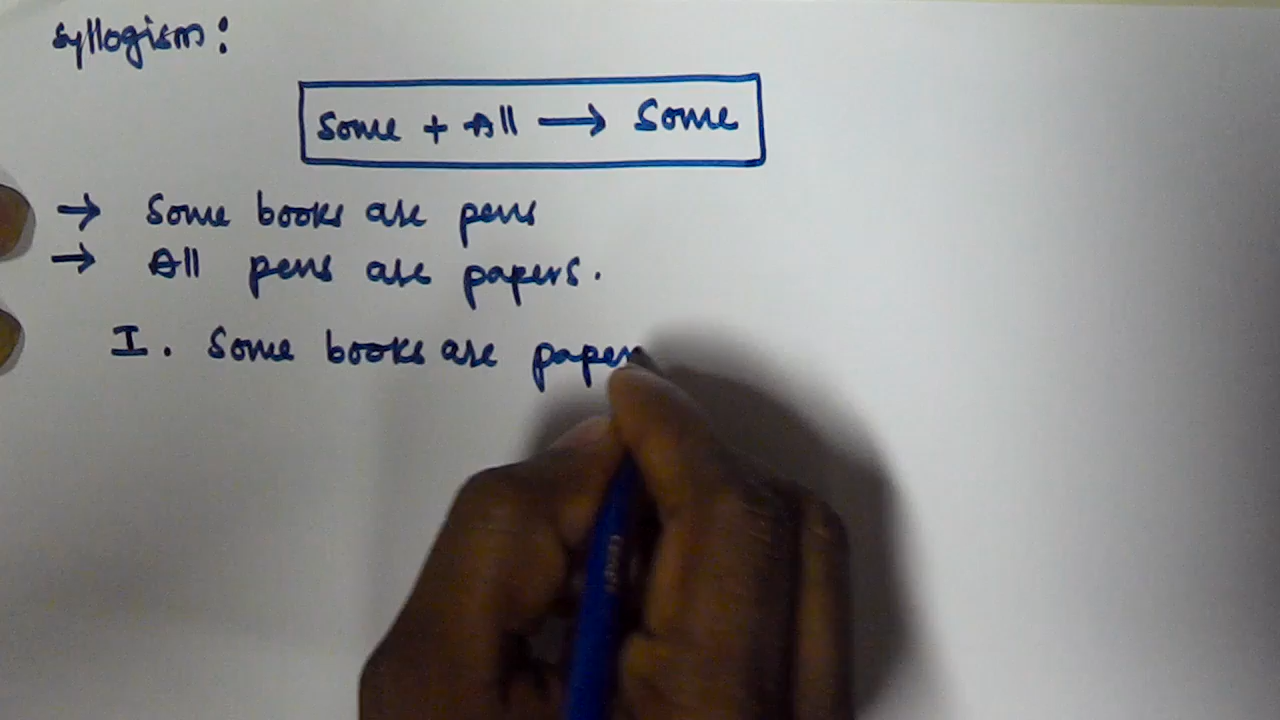 Syllogism:
Some + All → Some
→ Some books are pens
→ All pens are papers.
I. Some books are paper